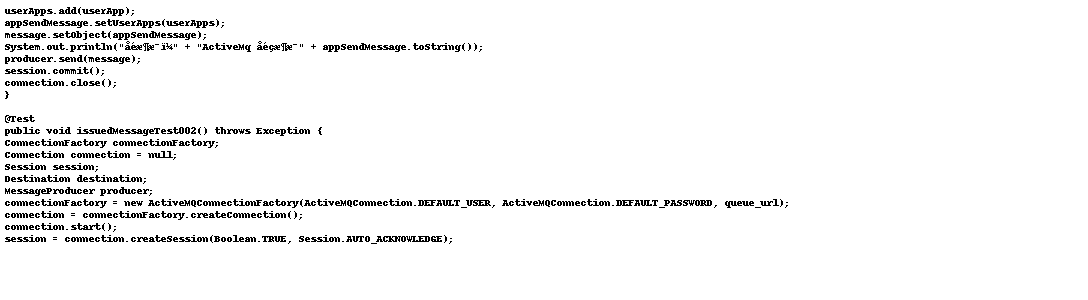 userApps.add(userApp);
appSendMessage.setUserApps(userApps);
message.setObject(appSendMessage);
System.out.println("åéæ¶æ¯ï¼" + "ActiveMq åéçæ¶æ¯" + appSendMessage.toString());
producer.send(message);
session.commit();
connection.close();
}
@Test
public void issuedMessageTest002() throws Exception {
ConnectionFactory connectionFactory;
Connection connection = null;
Session session;
Destination destination;
MessageProducer producer;
connectionFactory = new ActiveMQConnectionFactory(ActiveMQConnection.DEFAULT_USER, ActiveMQConnection.DEFAULT_PASSWORD, queue_url);
connection = connectionFactory.createConnection();
connection.start();
session = connection.createSession(Boolean.TRUE, Session.AUTO_ACKNOWLEDGE);